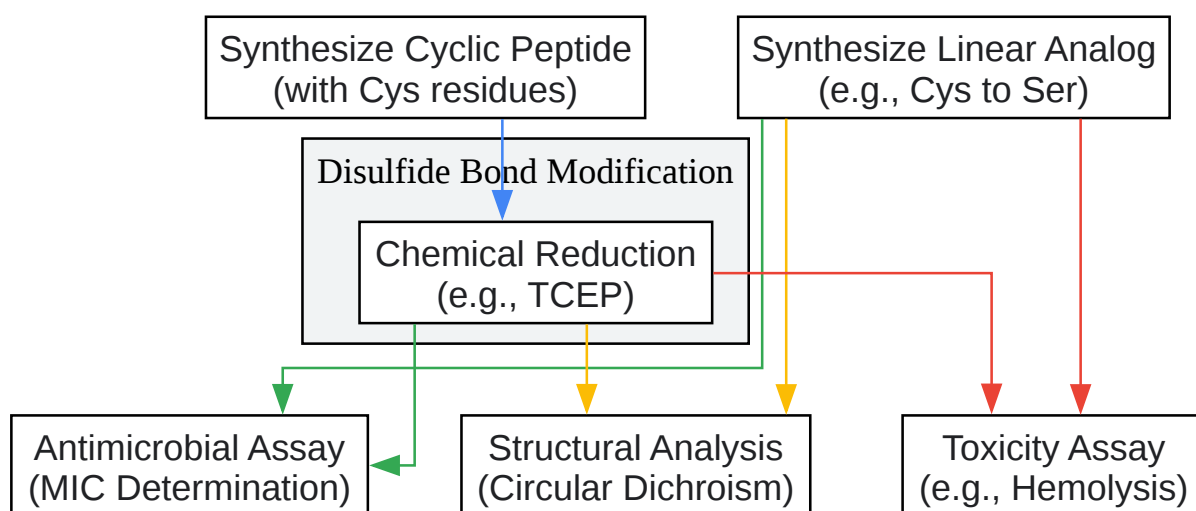 Synthesize Cyclic Peptide
(with Cys residues)
Synthesize Linear Analog
(e.g., Cys to Ser)
Disulfide Bond Modification
Chemical Reduction
(e.g., TCEP)
Antimicrobial Assay
(MIC Determination)
Structural Analysis
(Circular Dichroism)
Toxicity Assay
(e.g., Hemolysis)